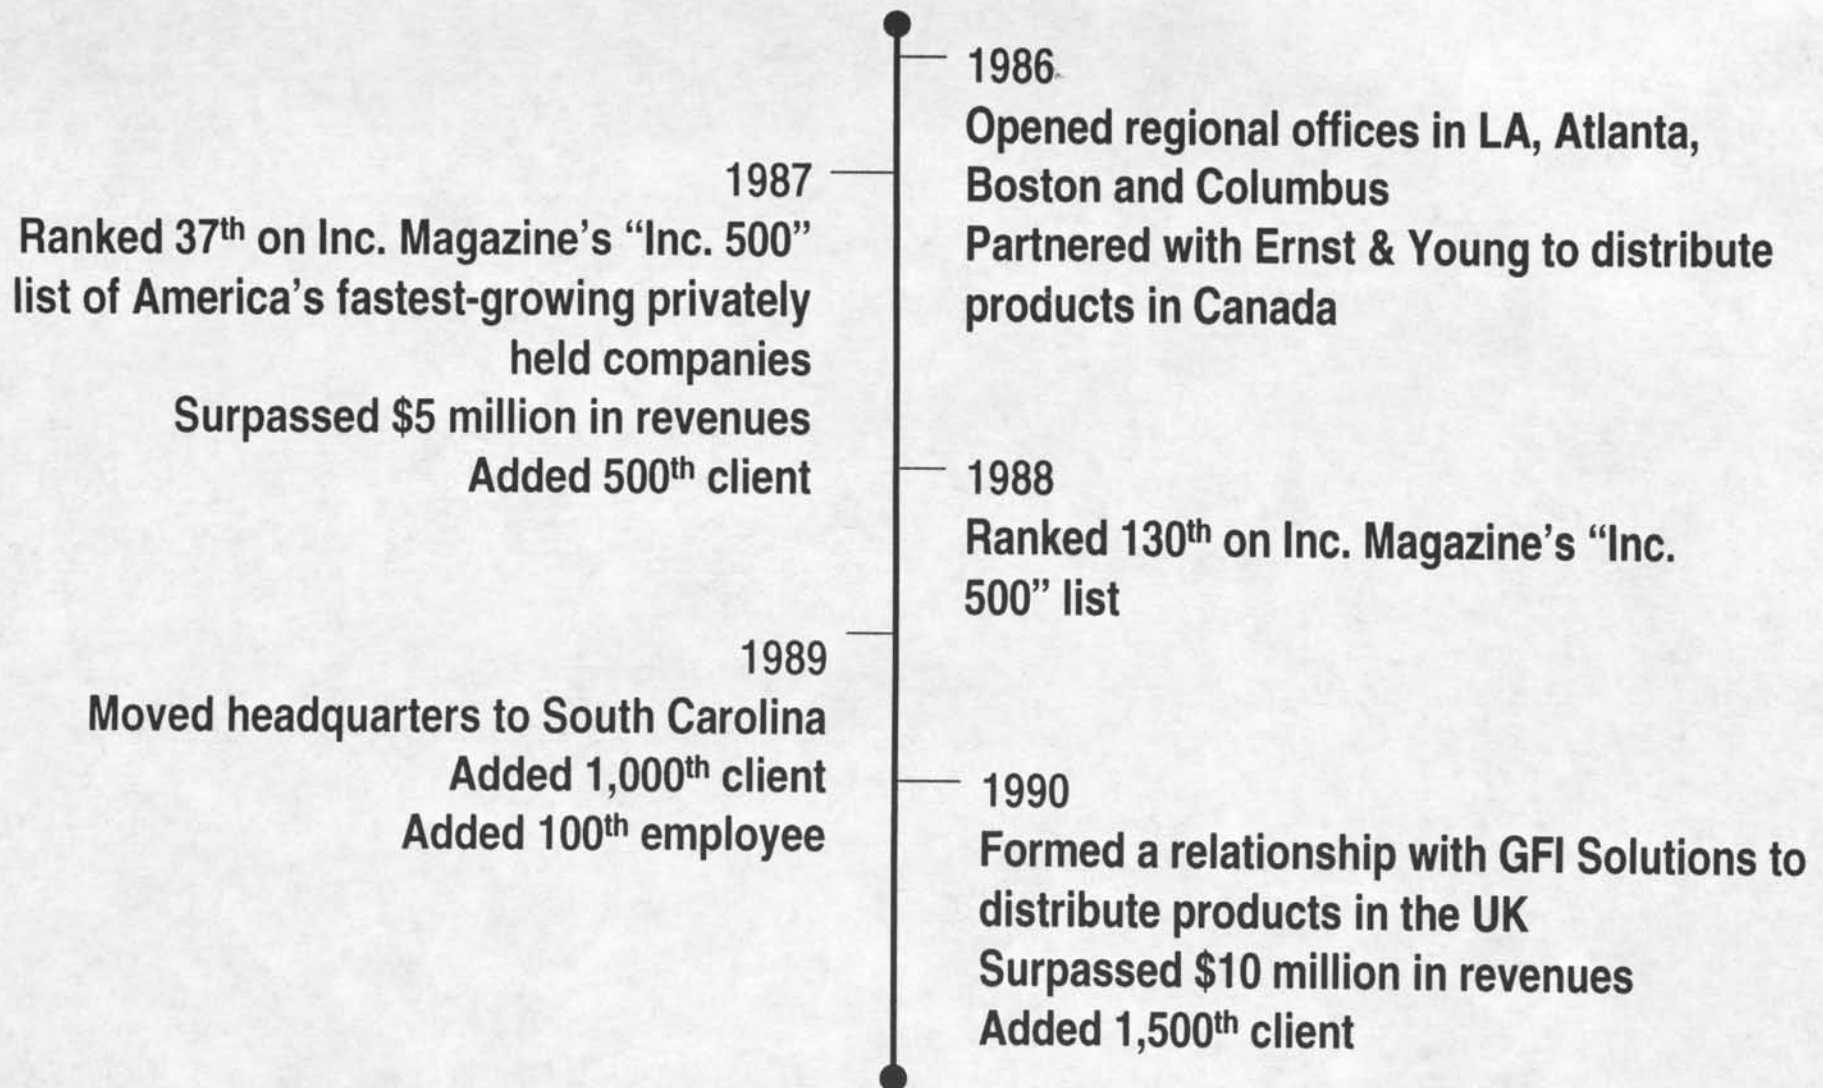 1986
Opened regional offices in LA, Atlanta,
Boston and Columbus
Partnered with Ernst & Young to distribute
products in Canada
1987
Ranked 37th on Inc. Magazine’s “Inc. 500”
list of America’s fastest-growing privately
held companies
Surpassed $5 million in revenues
Added 500th client
1988
Ranked 130th on Inc. Magazine’s “Inc.
500” list
1989
Moved headquarters to South Carolina
Added 1,000th client
Added 100th employee
1990
Formed a relationship with GFI Solutions to
distribute products in the UK
Surpassed $10 million in revenues
Added 1,500th client